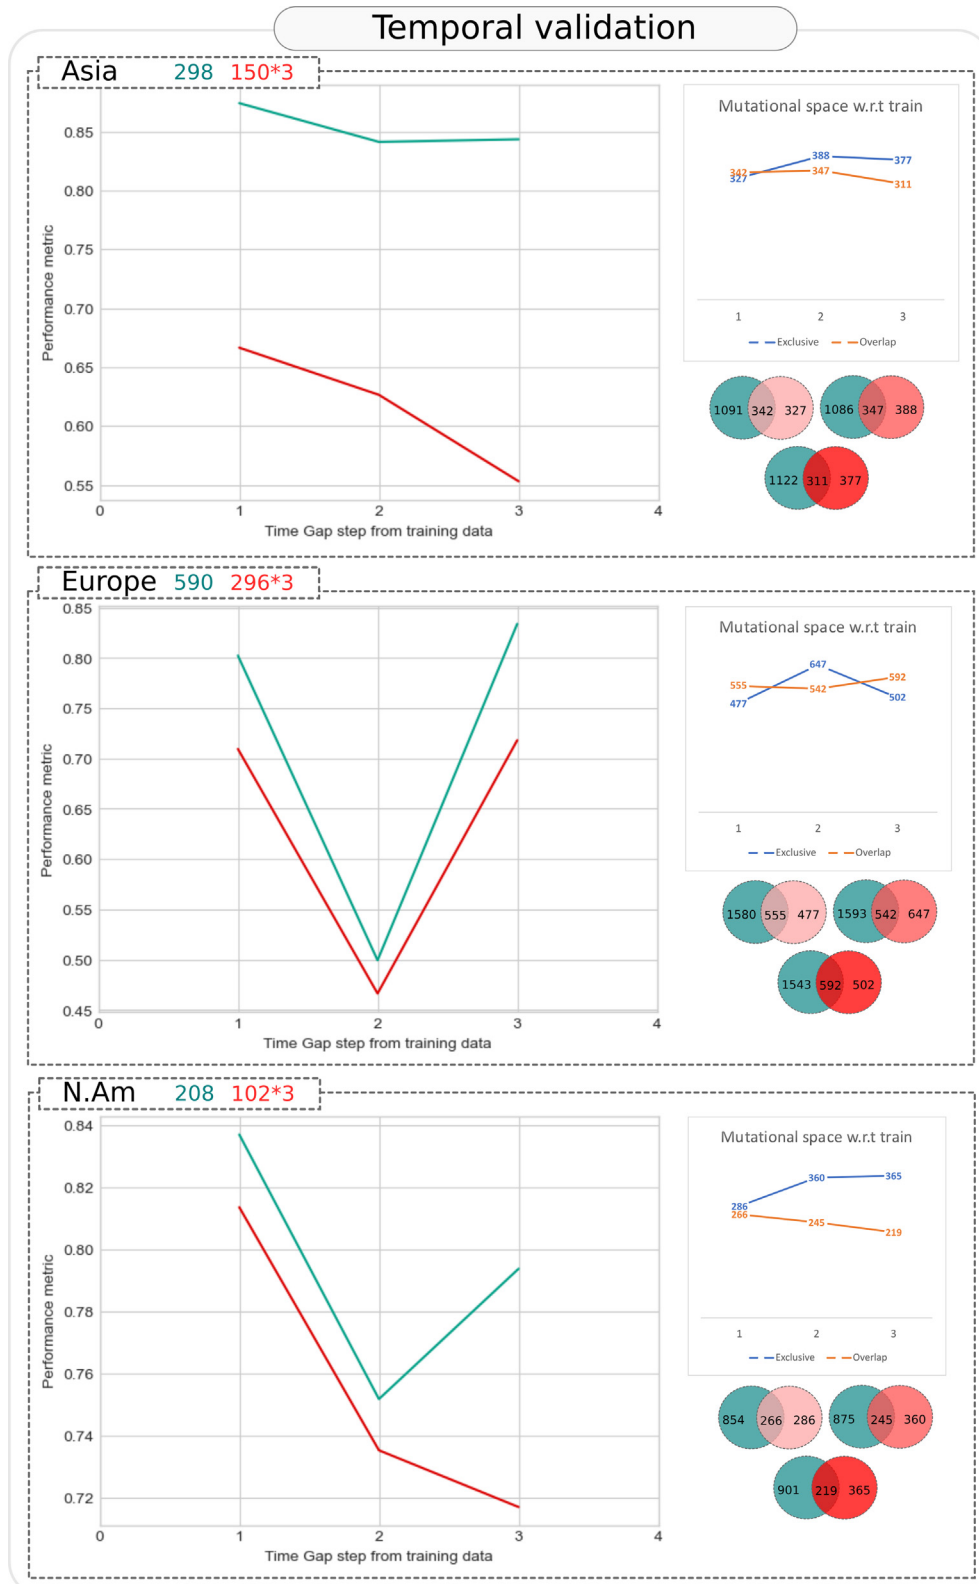 Temporal validation
Asia 298 150*3
Performance metric
0.85
0.80
0.75
0.70
0.65
0.60
0.55
0 1 2 3 4
Time Gap step from training data
Mutational space w.r.t train
342 327
388
347
377
311
1 2 3
Exclusive Overlap
1091 342 327
1086 347 388
1122 311 377
Europe 590 296*3
Performance metric
0.85
0.80
0.75
0.70
0.65
0.60
0.55
0.50
0.45
0 1 2 3 4
Time Gap step from training data
Mutational space w.r.t train
555
477
647
542
592
502
1 2 3
Exclusive Overlap
1580 555 477
1593 542 647
1543 592 502
N.Am 208 102*3
Performance metric
0.84
0.82
0.80
0.78
0.76
0.74
0.72
0 1 2 3 4
Time Gap step from training data
Mutational space w.r.t train
286
266
360
245
365
219
1 2 3
Exclusive Overlap
854 266 286
875 245 360
901 219 365